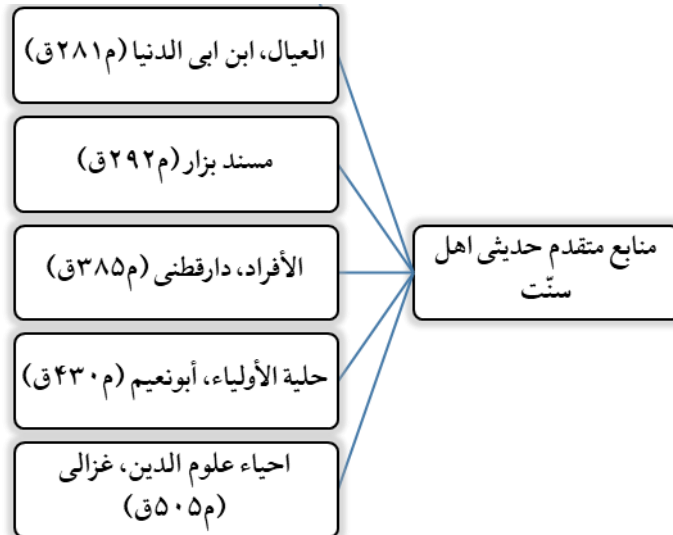 منابع متقدم حدیثی اهل
سنّت
العیال، ابن ابی الدنیا (م۲۸۱ق)
مسند بزار (م۲۹۲ق)
الأفراد، دارقطنی (م۳۸۵ق)
حلیة الأولیاء، أبونعیم (م۴۳۰ق)
احیاء علوم الدین، غزالی
(م۵۰۵ق)